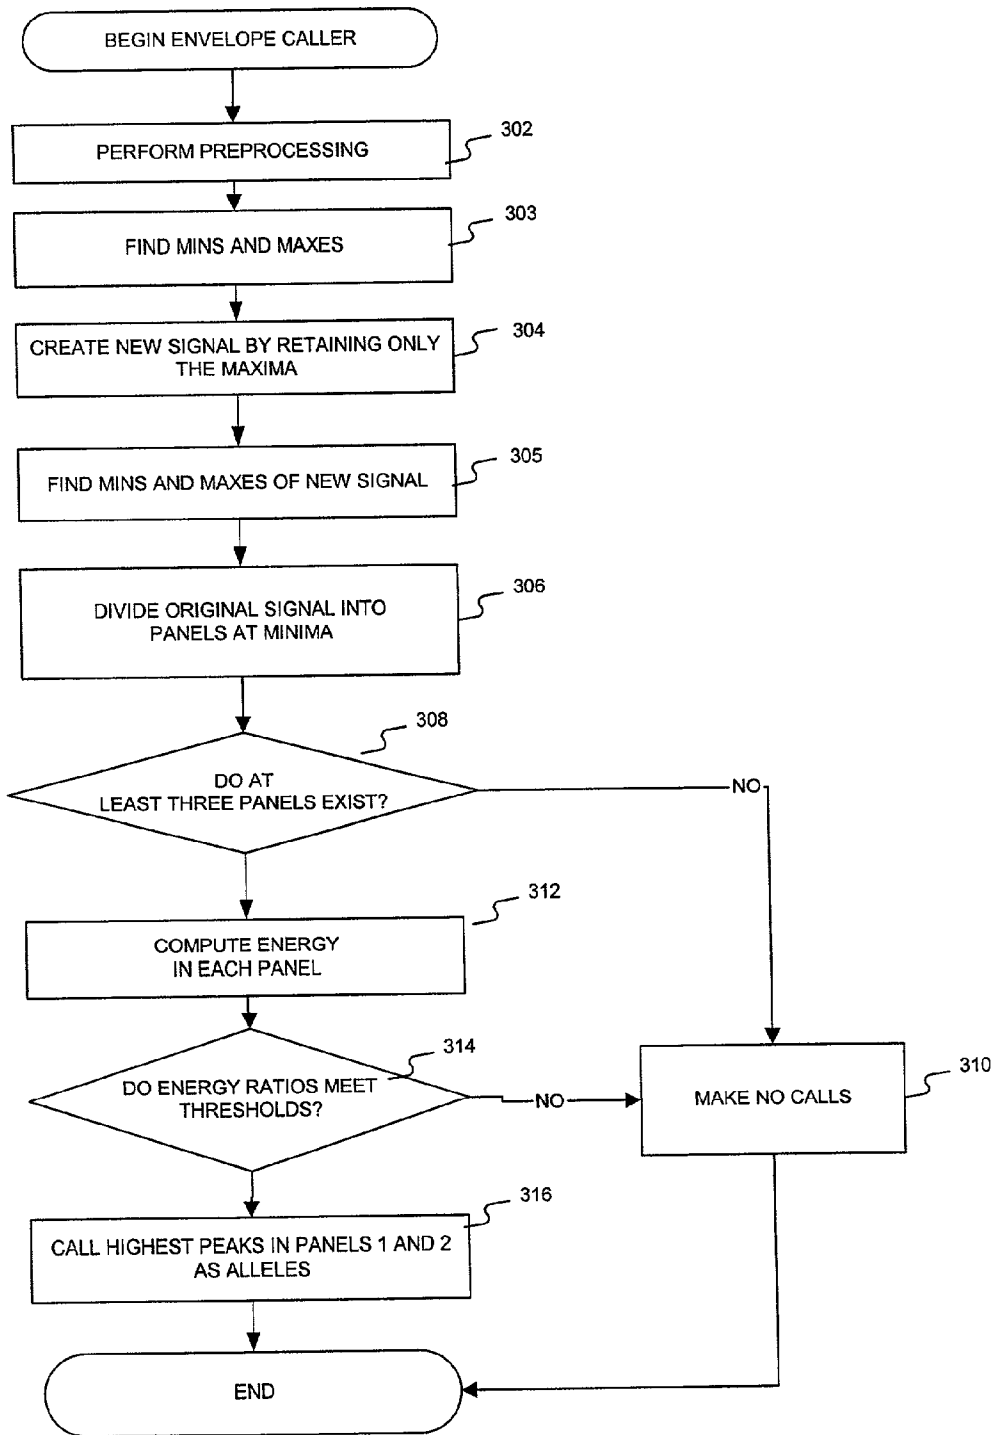 BEGIN ENVELOPE CALLER
302
PERFORM PREPROCESSING
303
FIND MINS AND MAXES
304
CREATE NEW SIGNAL BY RETAINING ONLY
THE MAXIMA
305
FIND MINS AND MAXES OF NEW SIGNAL
306
DIVIDE ORIGINAL SIGNAL INTO
PANELS AT MINIMA
308
DO AT
LEAST THREE PANELS EXIST?
NO
312
COMPUTE ENERGY
IN EACH PANEL
314
DO ENERGY RATIOS MEET
THRESHOLDS?
NO
310
MAKE NO CALLS
316
CALL HIGHEST PEAKS IN PANELS 1 AND 2
AS ALLELES
END